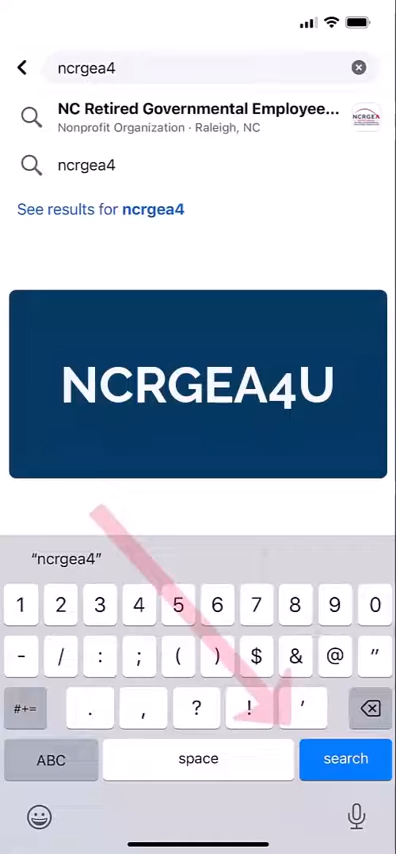 ncrgea4
NC Retired Governmental Employee...
Nonprofit Organization · Raleigh, NC
NCRGEA
ncrgea4
See results for ncrgea4
NCRGEA4U
“ncrgea4”
1 2 3 4 5 6 7 8 9 0
- / : ; ( ) $ & @ ”
#+= . , ? ! ’
ABC space search